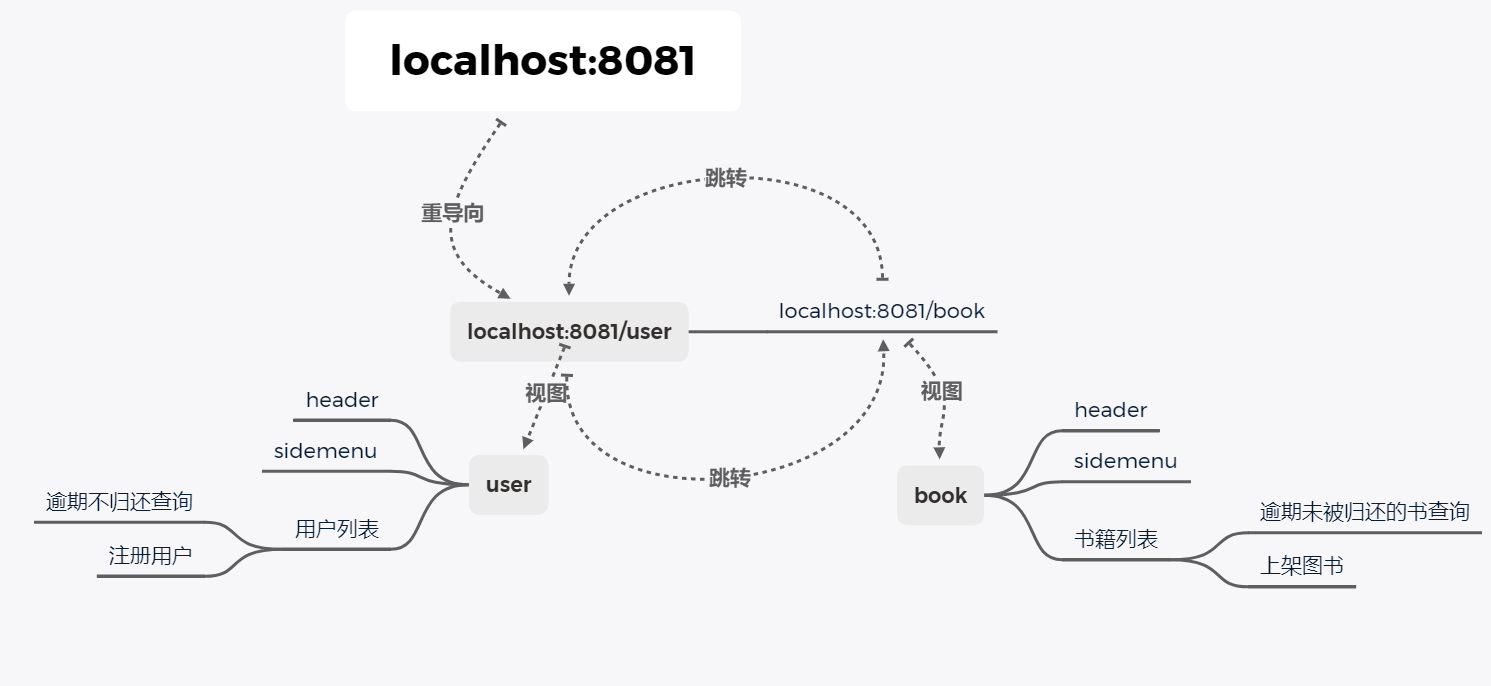 localhost:8081
跳转
重导向
localhost:8081/user
localhost:8081/book
视图
视图
header
sidemenu
逾期不归还查询
用户列表
注册用户
user
跳转
book
header
sidemenu
逾期未被归还的书查询
书籍列表
上架图书